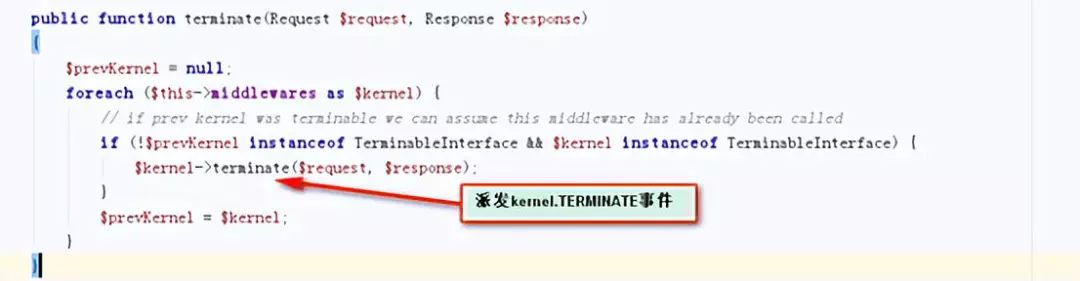 public function terminate(Request $request, Response $response)
{
$prevKernel = null;
foreach ($this->middlewares as $kernel) {
// if prev kernel was terminable we can assume this middleware has already been called
if (!$prevKernel instanceof TerminableInterface && $kernel instanceof TerminableInterface) {
$kernel->terminate($request, $response);
}
派发kernel.TERMINATE事件
$prevKernel = $kernel;
}
}